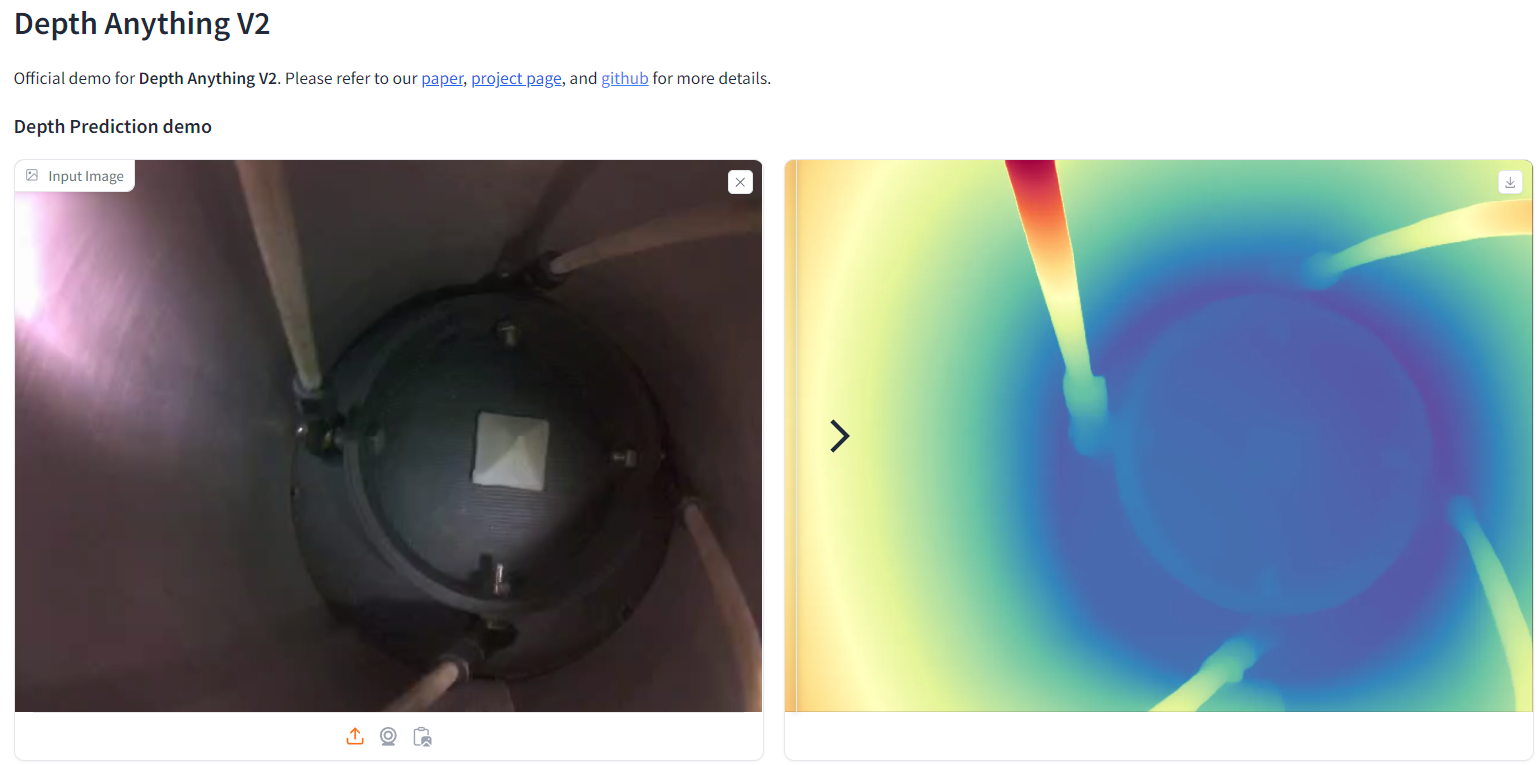 Depth Anything V2
Official demo for Depth Anything V2. Please refer to our paper, project page, and github for more details.
Depth Prediction demo
Input Image